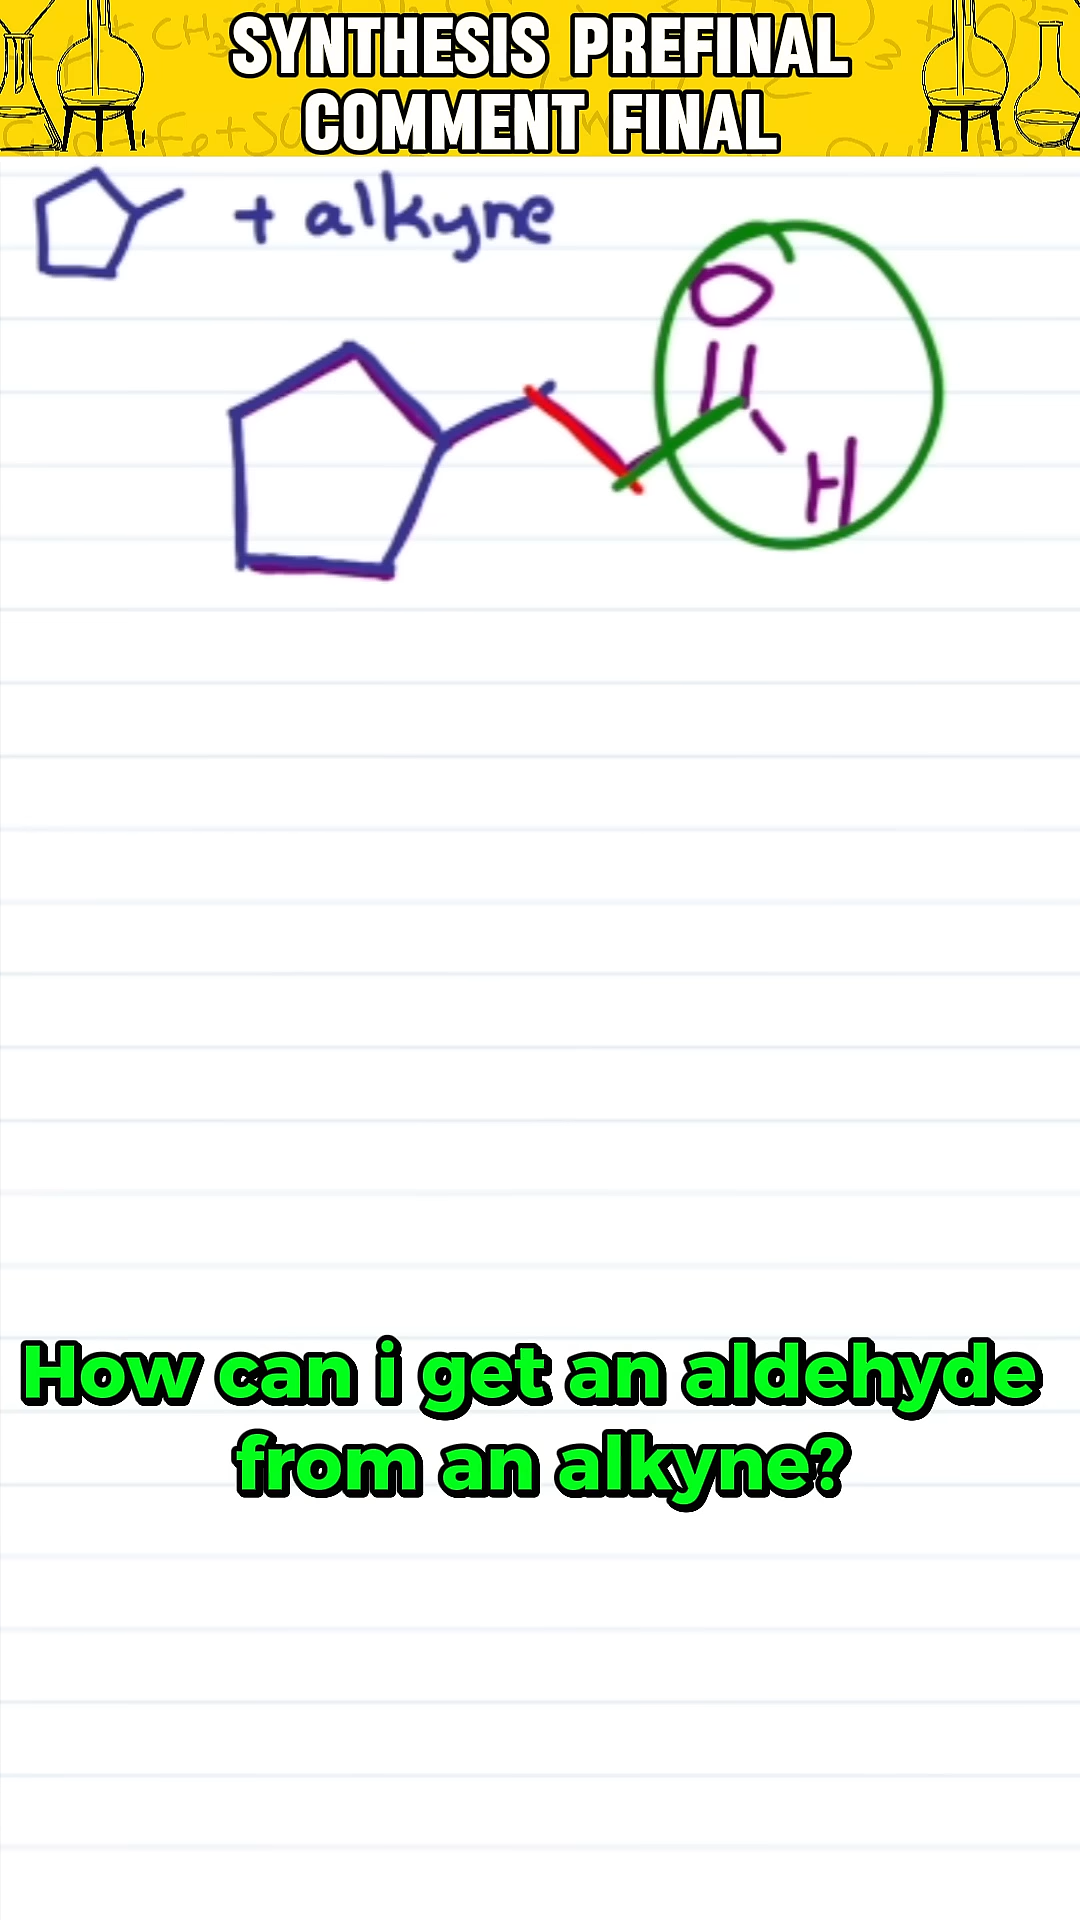 SYNTHESIS PREFINAL
COMMENT FINAL
+ alkyne
O
H
How can i get an aldehyde
from an alkyne?